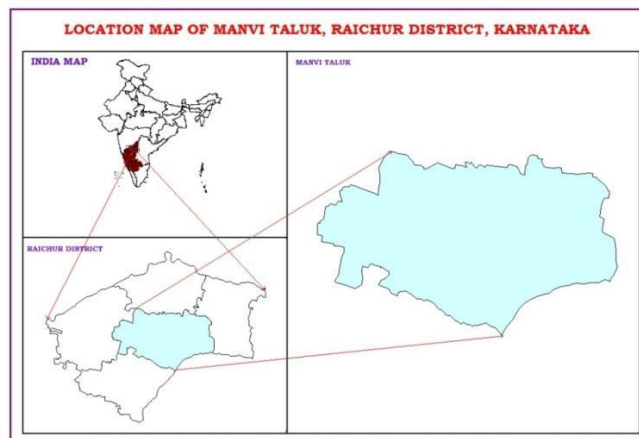 LOCATION MAP OF MANVI TALUK, RAICHUR DISTRICT, KARNATAKA
INDIA MAP
MANVI TALUK
RAICHUR DISTRICT